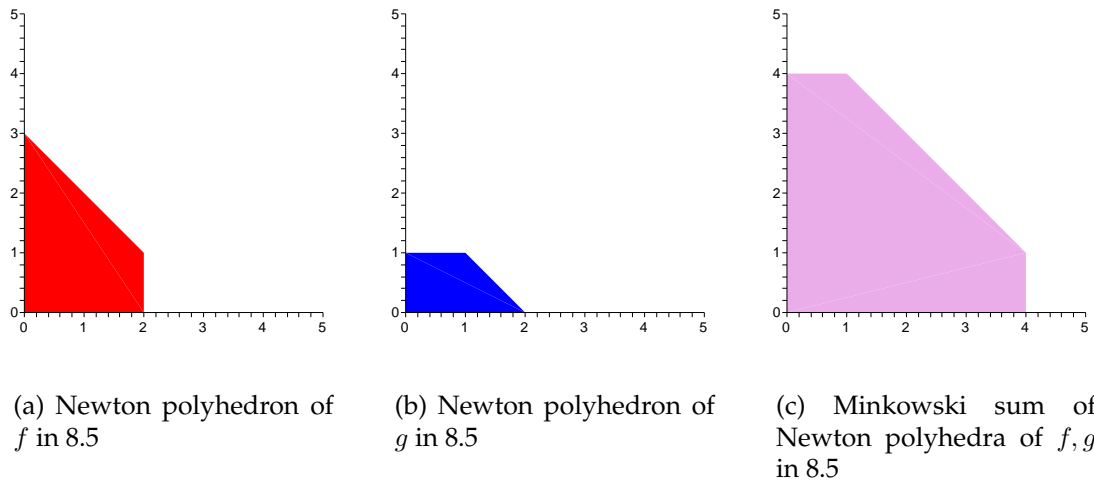 5
4
3
2
1
0
0 1 2 3 4 5
5
4
3
2
1
0
0 1 2 3 4 5
5
4
3
2
1
0
0 1 2 3 4 5
(a) Newton polyhedron of
f in 8.5
(b) Newton polyhedron of
g in 8.5
(c) Minkowski sum of
Newton polyhedra of f, g
in 8.5